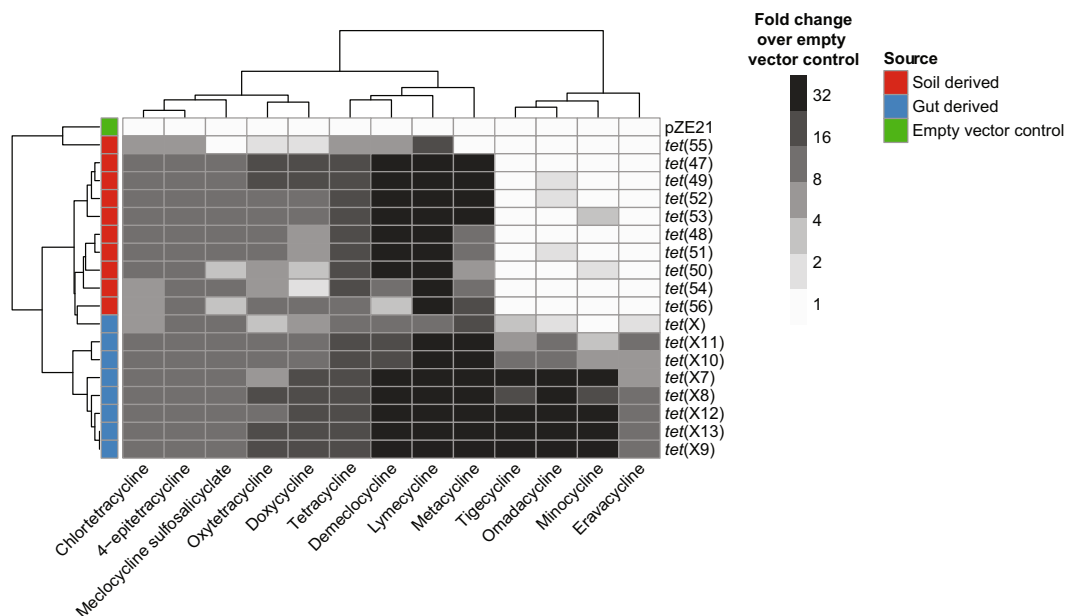 Fold change
over empty
vector control
32
16
8
4
2
1
Source
Soil derived
Gut derived
Empty vector control
pZE21
tet(55)
tet(47)
tet(49)
tet(52)
tet(53)
tet(48)
tet(51)
tet(50)
tet(54)
tet(56)
tet(X)
tet(X11)
tet(X10)
tet(X7)
tet(X8)
tet(X12)
tet(X13)
tet(X9)
Chlortetracycline
4−epitetracycline
Meclocycline sulfosalicyclate
Oxytetracycline
Doxycycline
Tetracycline
Demeclocycline
Lymecycline
Metacycline
Tigecycline
Omadacycline
Minocycline
Eravacycline